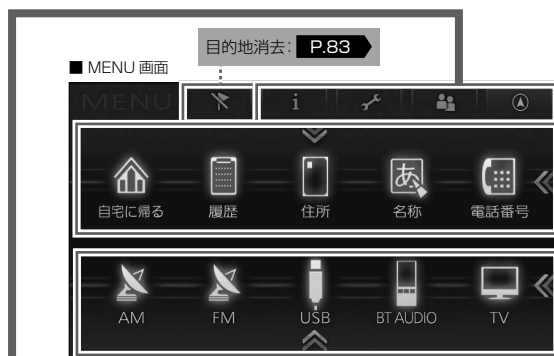 目的地消去： P.83
■ MENU 画面
MENU i
自宅に帰る 履歴 住所 名称 電話番号
AM FM USB BT AUDIO TV